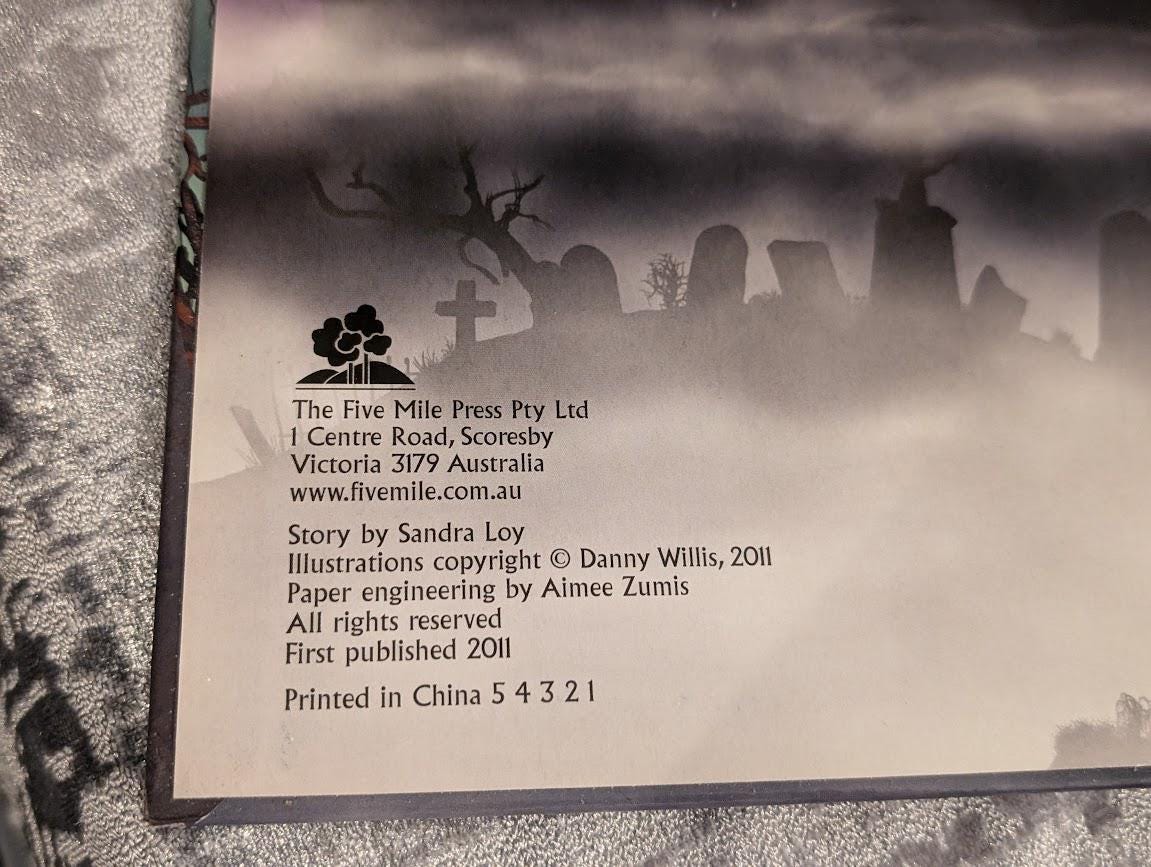 The Five Mile Press Pty Ltd
1 Centre Road, Scoresby
Victoria 3179 Australia
www.fivemile.com.au
Story by Sandra Loy
Illustrations copyright © Danny Willis, 2011
Paper engineering by Aimee Zumis
All rights reserved
First published 2011
Printed in China 5 4 3 2 1